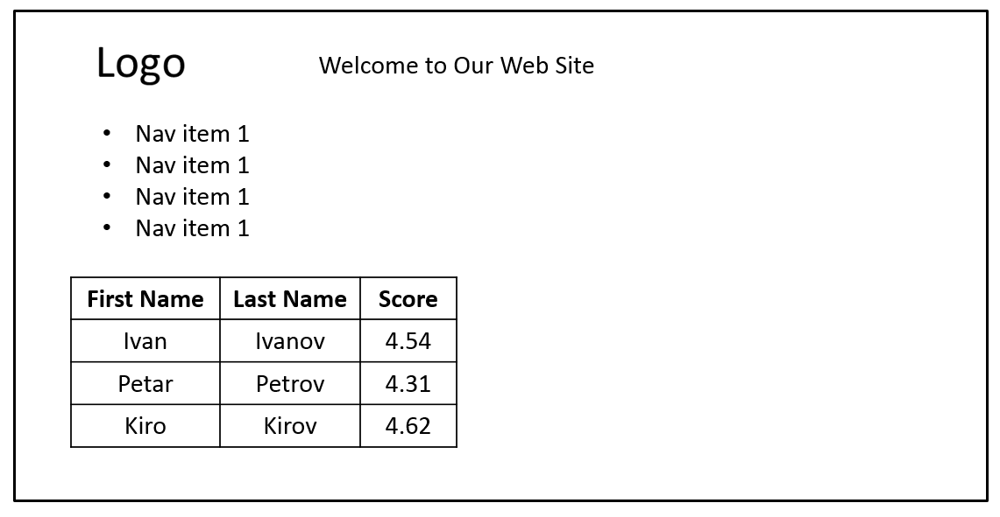 Logo
Welcome to Our Web Site
• Nav item 1
• Nav item 1
• Nav item 1
• Nav item 1
First Name Last Name Score
Ivan Ivanov 4.54
Petar Petrov 4.31
Kiro Kirov 4.62